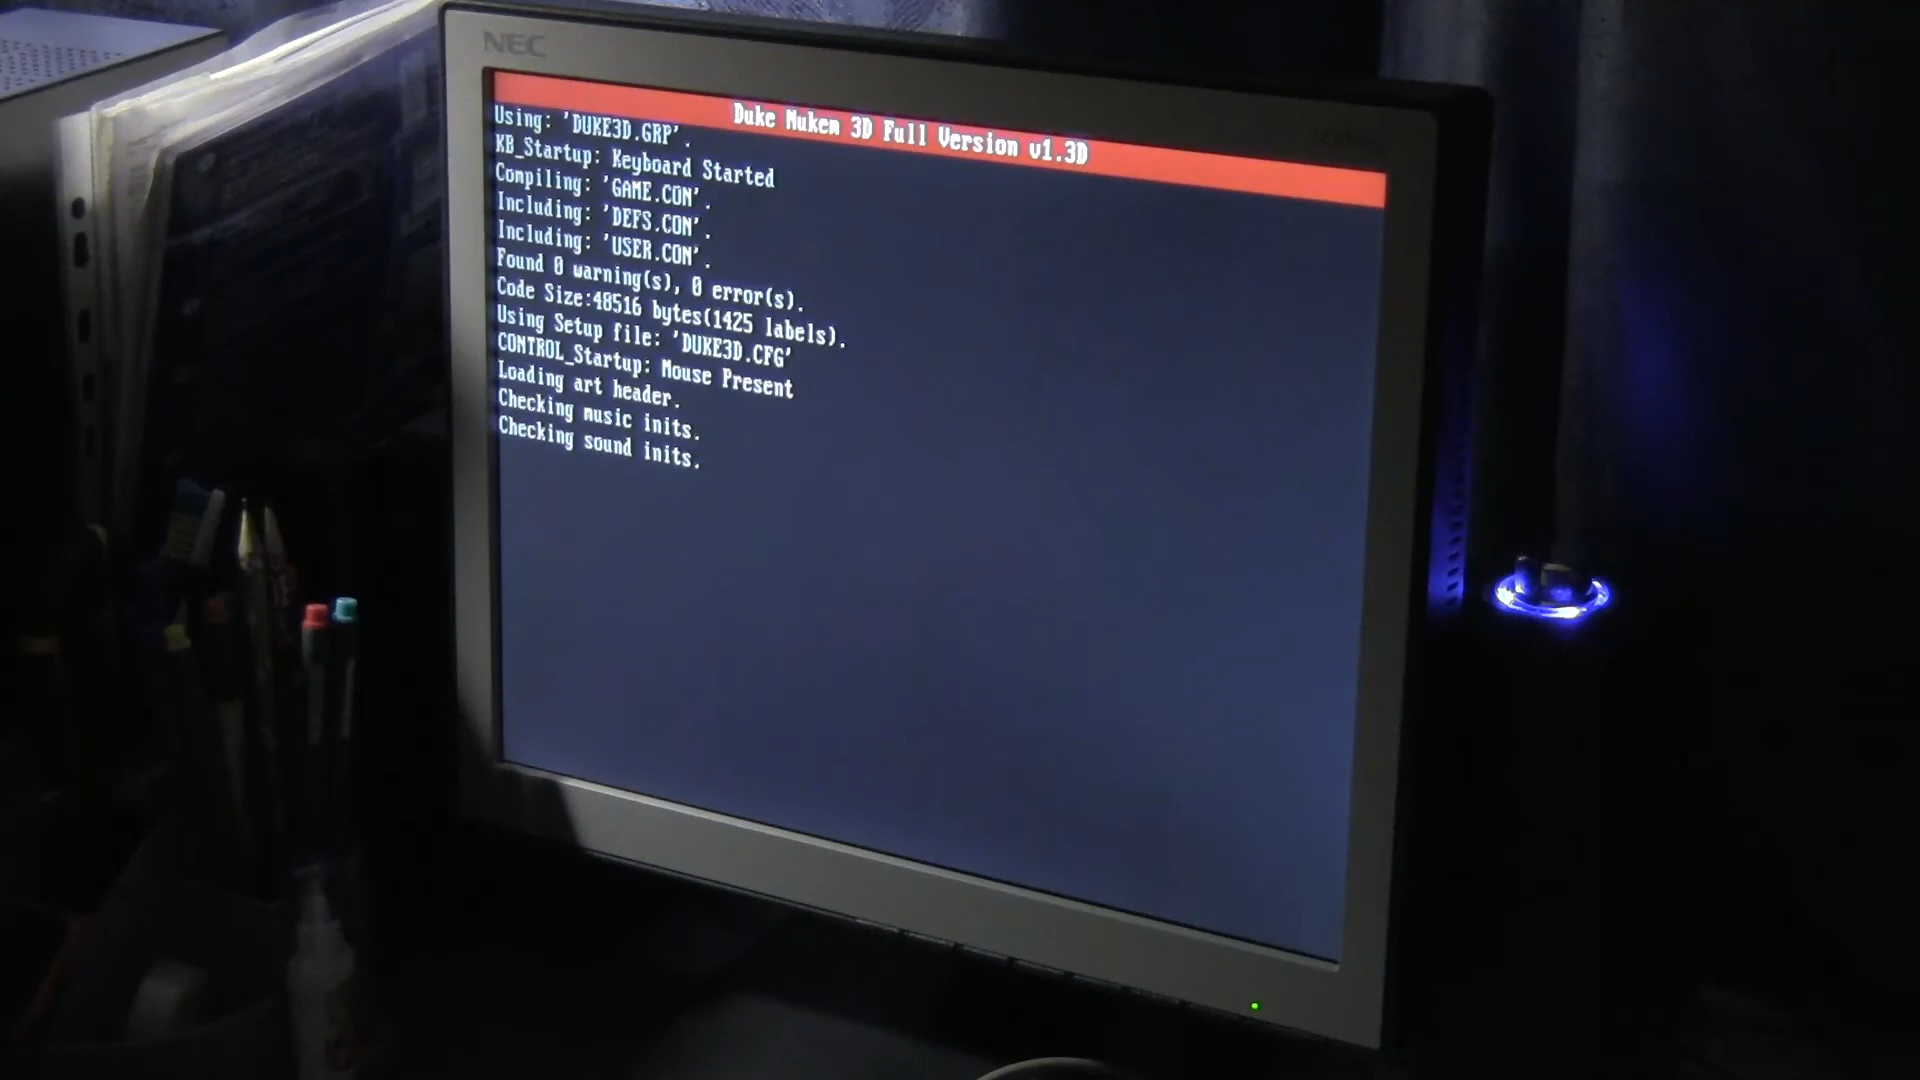 NEC
Duke Nukem 3D Full Version v1.3D
Using: 'DUKE3D.GRP'.
KB_Startup: Keyboard Started
Compiling: 'GAME.CON'.
Including: 'DEFS.CON'.
Including: 'USER.CON'.
Found 0 warning(s), 0 error(s).
Code Size:48516 bytes(1425 labels).
Using Setup file: 'DUKE3D.CFG'
CONTROL_Startup: Mouse Present
Loading art header.
Checking music inits.
Checking sound inits.